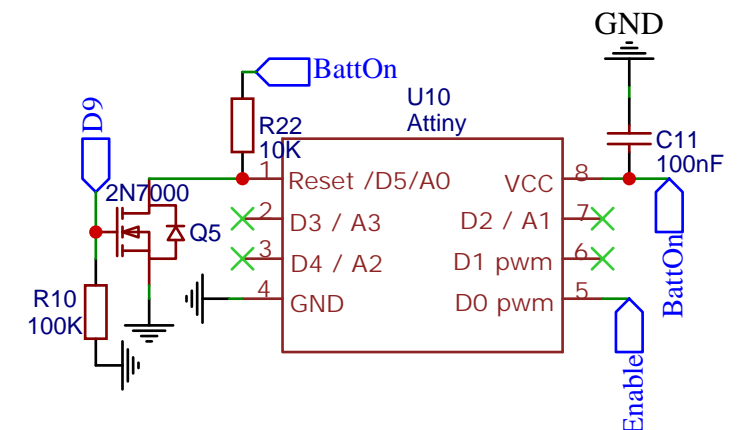 GND
BattOn
D9
U10
Attiny
R22
10K
C11
100nF
2N7000
1
Reset /D5/A0
VCC
8
2
D3 / A3
D2 / A1
7
Q5
3
D4 / A2
D1 pwm
6
4
GND
D0 pwm
5
R10
100K
BattOn
Enable